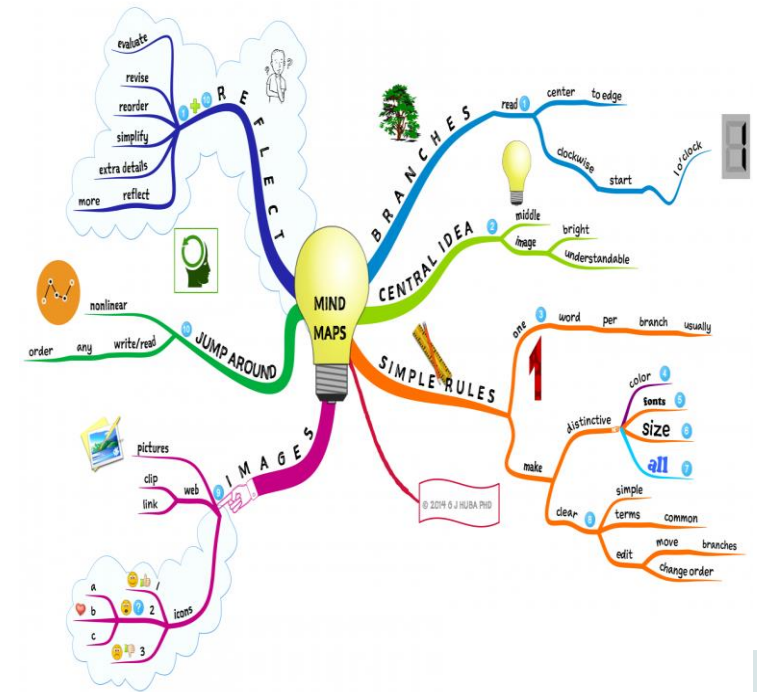 MIND
MAPS
BRANCHES
read
1
center
to edge
clockwise
start
1 o'clock
1
CENTRAL IDEA
2
middle
image
bright
understandable
SIMPLE RULES
one
3
word
per
branch
usually
1
make
distinctive
color
4
fonts
5
size
6
all
7
clear
8
simple
terms
common
edit
move
branches
change order
© 2014 G J HUBA PHD
IMAGES
9
pictures
web
clip
link
icons
1
2
?
a
b
c
3
JUMP AROUND
10
nonlinear
write/read
any
order
REFLECT
1 + 10
evaluate
revise
reorder
simplify
extra details
reflect
more